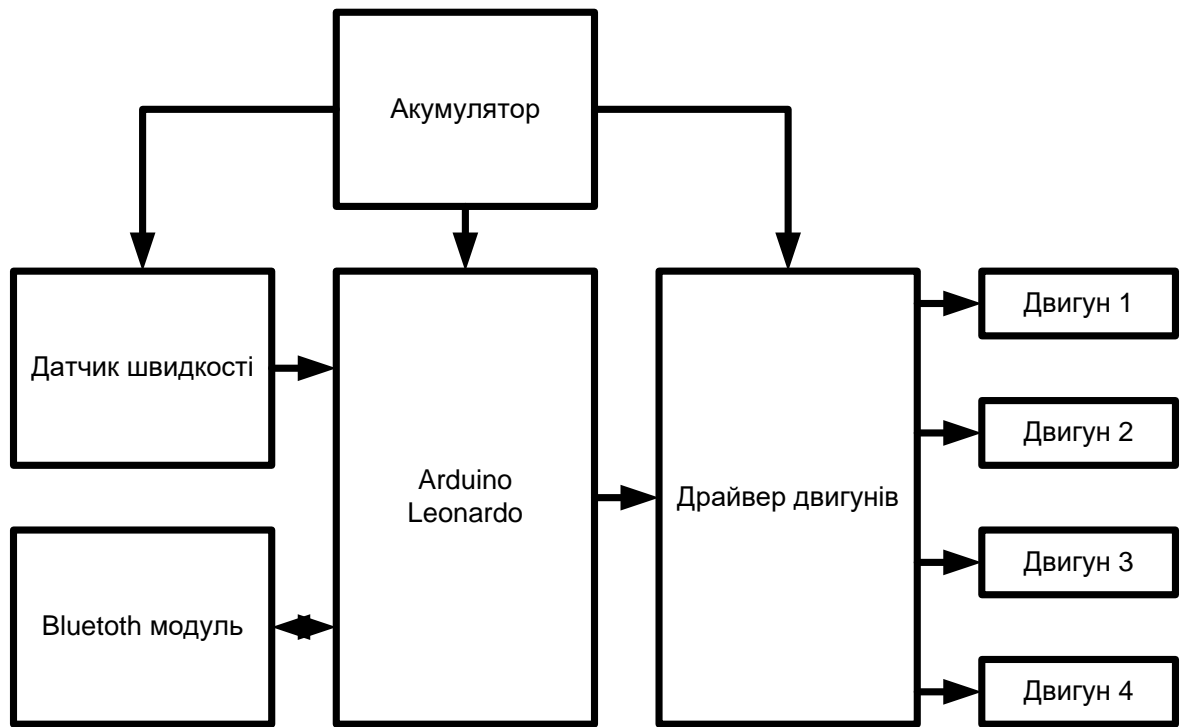 Акумулятор
Датчик швидкості
Arduino
Leonardo
Драйвер двигунів
Двигун 1
Двигун 2
Двигун 3
Двигун 4
Bluetoth модуль